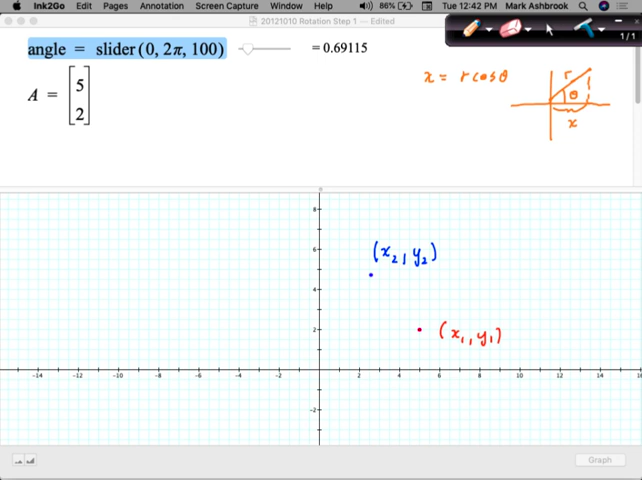 Ink2Go Edit Pages Annotation Screen Capture Window Help 86% Tue 12:42 PM Mark Ashbrook
20121010 Rotation Step 1 — Edited
1/1
angle = slider(0, 2π, 100) = 0.69115
x = r cosθ
r
θ
x
A = [5
2]
8
(x₂, y₂)
6
4
2
(x₁, y₁)
-14 -12 -10 -8 -6 -4 -2 2 4 6 8 10 12 14 16
-2
Graph